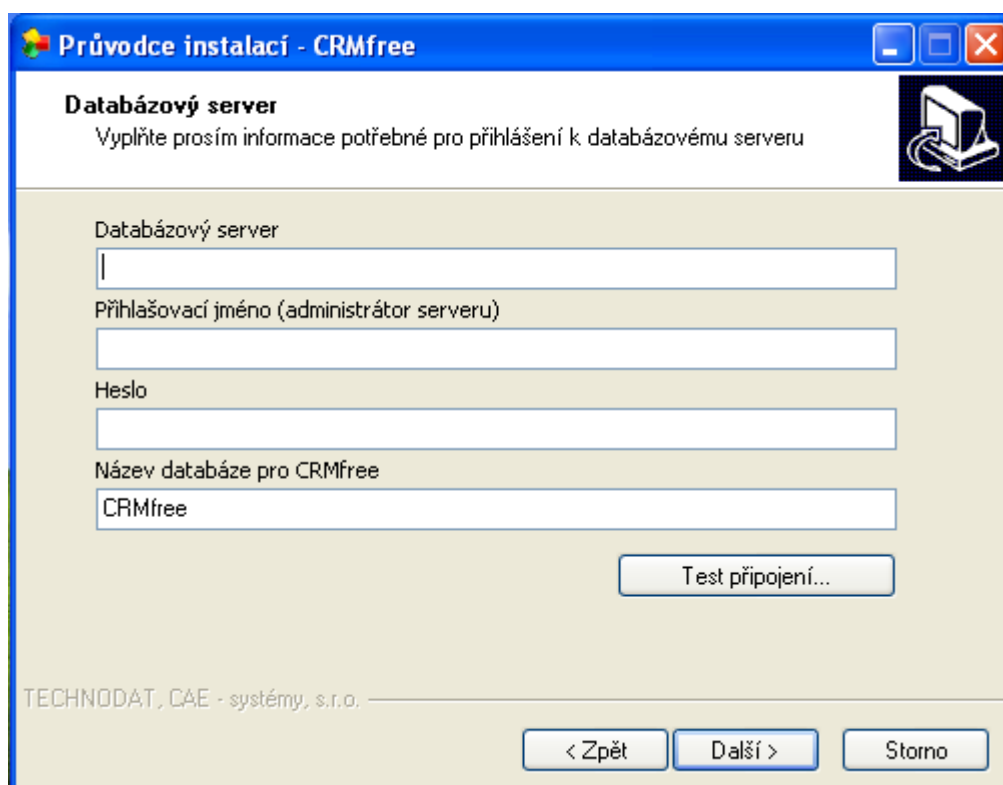 Průvodce instalací - CRMfree
Databázový server
Vyplňte prosím informace potřebné pro přihlášení k databázovému serveru
Databázový server
Přihlašovací jméno (administrátor serveru)
Heslo
Název databáze pro CRMfree
CRMfree
Test připojení...
TECHNODAT, CAE - systémy, s.r.o.
< Zpět
Další >
Storno